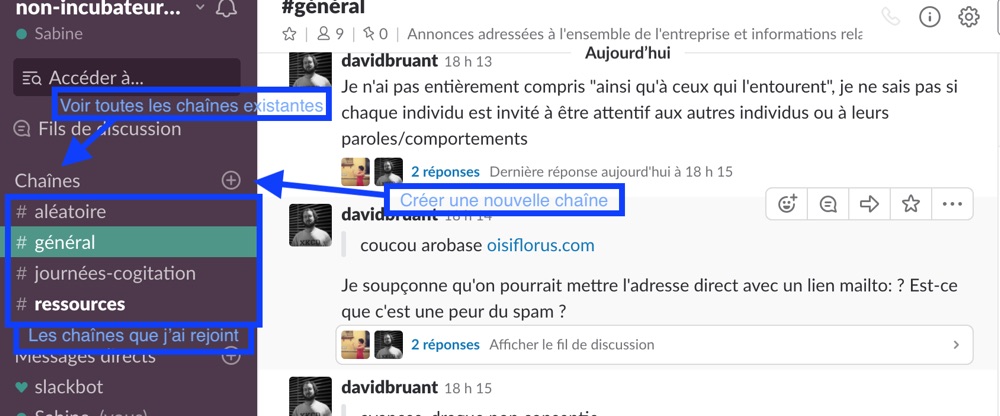 non-incubateur...
Sabine
Accéder à...
Voir toutes les chaînes existantes
Fils de discussion
Chaînes
# aléatoire
# général
# journées-cogitation
# ressources
Les chaînes que j'ai rejoint
Messages directs
slackbot
Sabine (vous)
#général
9
0
Annonces adressées à l'ensemble de l'entreprise et informations rela
Aujourd'hui
davidbruant 18 h 13
Je n'ai pas entièrement compris "ainsi qu'à ceux qui l'entourent", je ne sais pas si
chaque individu est invité à être attentif aux autres individus ou à leurs
paroles/comportements
2 réponses Dernière réponse aujourd'hui à 18 h 15
Créer une nouvelle chaîne
davidbruant 18 h 14
coucou arobase oisiflorus.com
Je soupçonne qu'on pourrait mettre l'adresse direct avec un lien mailto: ? Est-ce
que c'est une peur du spam ?
2 réponses Afficher le fil de discussion
davidbruant 18 h 15